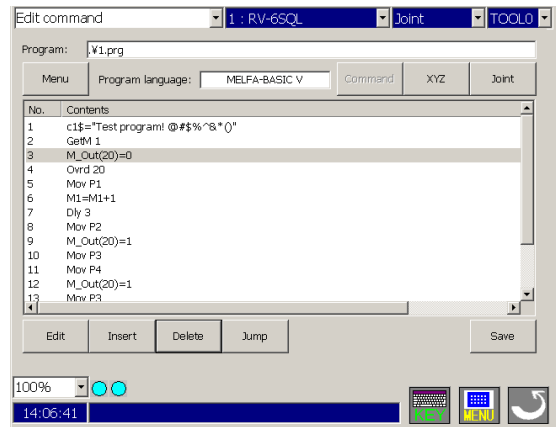 Edit command 1 : RV-6SQL Joint TOOL0
Program: .¥1.prg
Menu Program language: MELFA-BASIC V Command XYZ Joint
No. Contents
1 c1$="Test program! @#$%^&*()"
2 GetM 1
3 M_Out(20)=0
4 Ovrd 20
5 Mov P1
6 M1=M1+1
7 Dly 3
8 Mov P2
9 M_Out(20)=1
10 Mov P3
11 Mov P4
12 M_Out(20)=1
13 Mov P3
Edit Insert Delete Jump Save
100%
KEY MENU
14:06:41